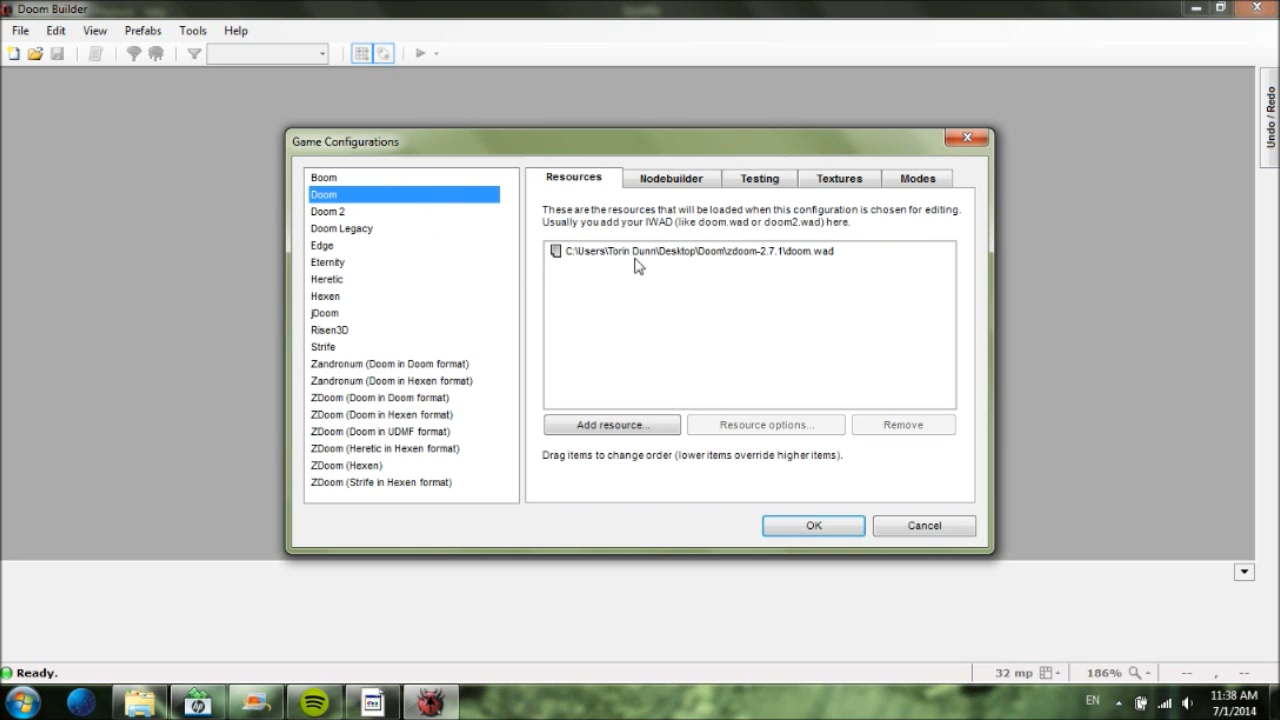 Doom Builder
File Edit View Prefabs Tools Help
Undo / Redo
Game Configurations
Boom
Doom
Doom 2
Doom Legacy
Edge
Eternity
Heretic
Hexen
jDoom
Risen3D
Strife
Zandronum (Doom in Doom format)
Zandronum (Doom in Hexen format)
ZDoom (Doom in Doom format)
ZDoom (Doom in Hexen format)
ZDoom (Doom in UDMF format)
ZDoom (Heretic in Hexen format)
ZDoom (Hexen)
ZDoom (Strife in Hexen format)
Resources Nodebuilder Testing Textures Modes
These are the resources that will be loaded when this configuration is chosen for editing.
Usually you add your IWAD (like doom.wad or doom2.wad) here.
C:\Users\Torin Dunn\Desktop\Doom\zdoom-2.7.1\doom.wad
Add resource... Resource options... Remove
Drag items to change order (lower items override higher items).
OK Cancel
Ready.
32 mp 186% -- , --
EN
11:38 AM
7/1/2014